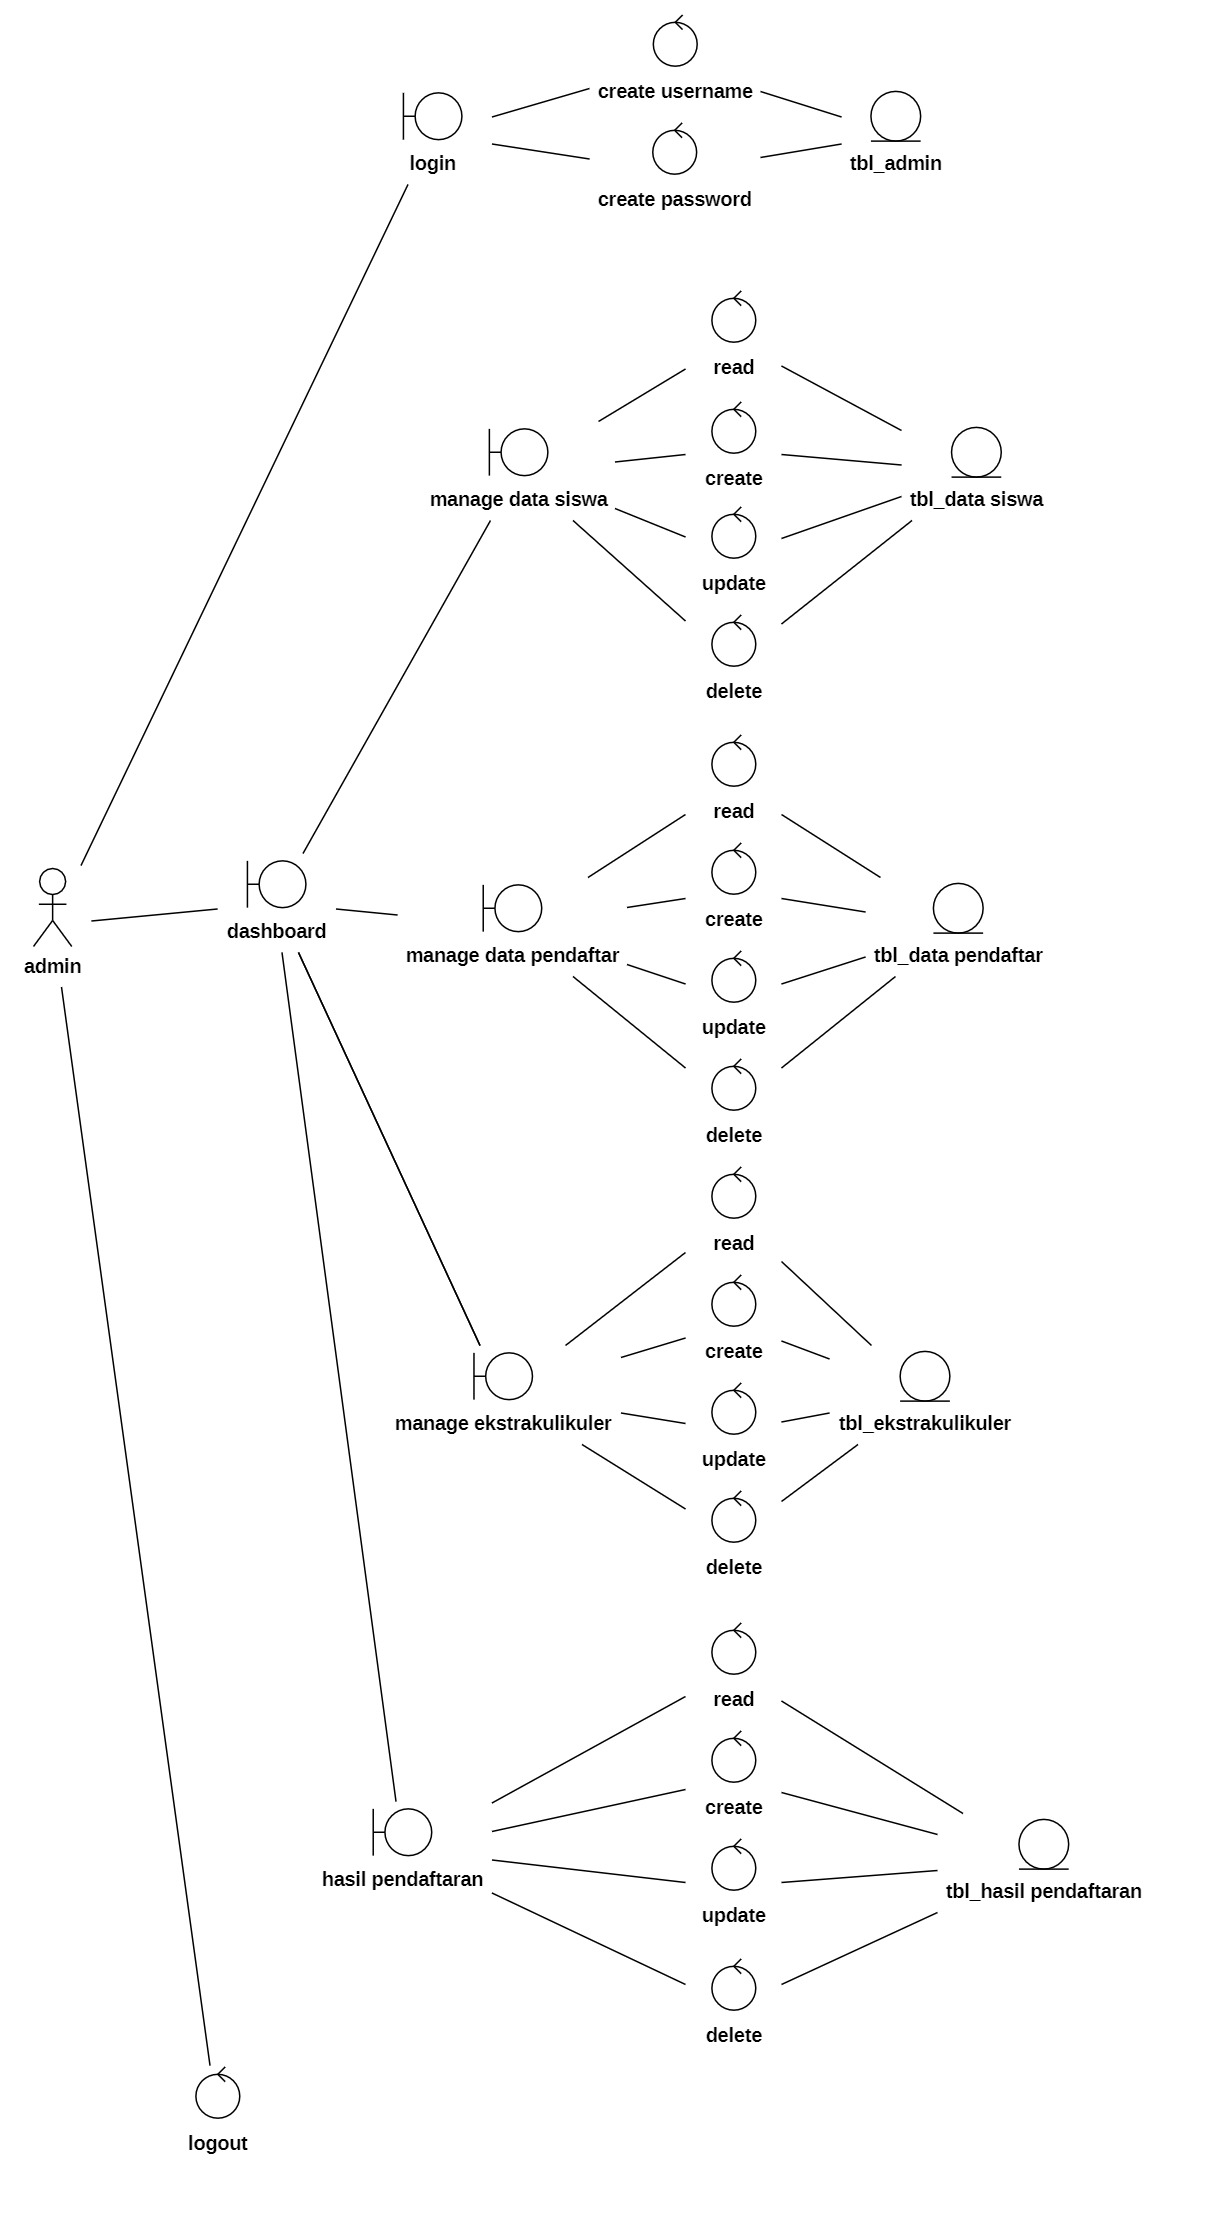 create username
login
tbl_admin
create password
read
create
manage data siswa
tbl_data siswa
update
delete
read
create
dashboard
manage data pendaftar
tbl_data pendaftar
admin
update
delete
read
create
manage ekstrakulikuler
tbl_ekstrakulikuler
update
delete
read
create
hasil pendaftaran
tbl_hasil pendaftaran
update
delete
logout